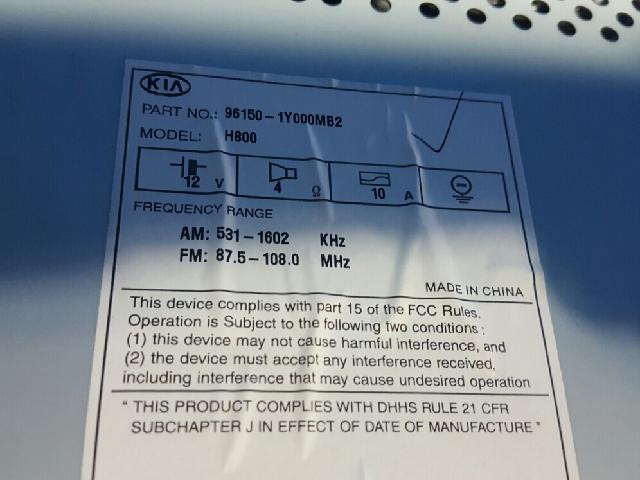 KIA
PART NO.: 96150-1Y000MB2
MODEL: H800
12 V 4 Ω 10 A
FREQUENCY RANGE
AM: 531-1602 KHz
FM: 87.5-108.0 MHz
MADE IN CHINA
This device complies with part 15 of the FCC Rules.
Operation is Subject to the following two conditions :
(1) this device may not cause harmful interference, and
(2) the device must accept any interference received,
including interference that may cause undesired operation
" THIS PRODUCT COMPLIES WITH DHHS RULE 21 CFR
SUBCHAPTER J IN EFFECT OF DATE OF MANUFACTURE "